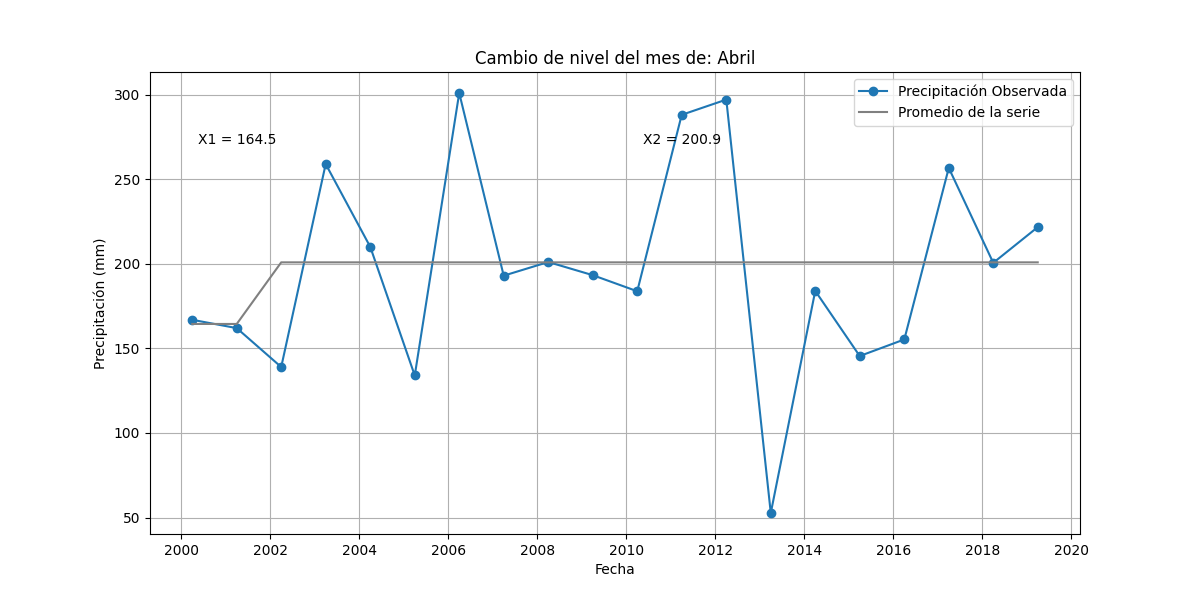 Cambio de nivel del mes de: Abril
Precipitación Observada
Promedio de la serie
X1 = 164.5
X2 = 200.9
Precipitación (mm)
300
250
200
150
100
50
2000 2002 2004 2006 2008 2010 2012 2014 2016 2018 2020
Fecha